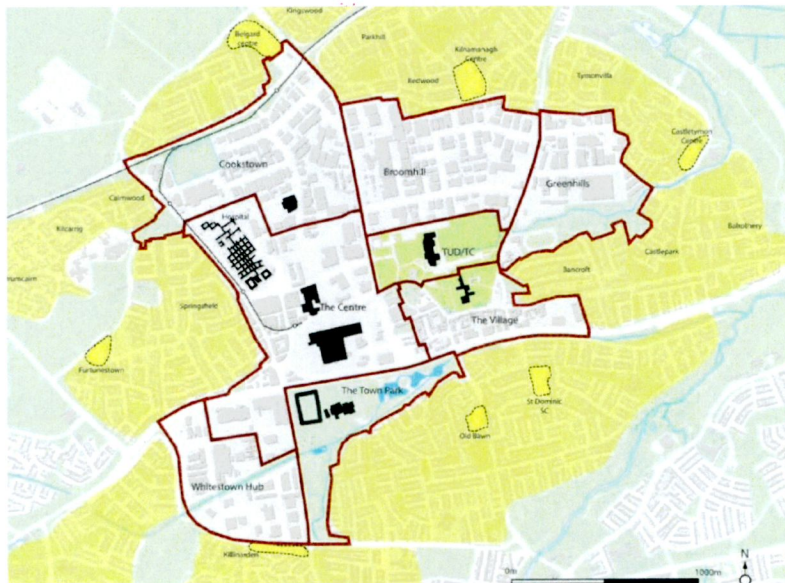 Kingswood
Belgard
centre
Parkhill
Kilnamanagh
Centre
Redwood
Tymonvilla
Castletymon
Centre
Cookstown
Broomhill
Greenhills
Cairnwood
Kilcarrig
Hospital
TUD/TC
Balrothery
Castlepark
Bancroft
Springfield
The Centre
The Village
Fortunestown
The Town Park
St Dominic
SC
Old Bawn
Whitestown Hub
Killinarden
N
0m
1000m